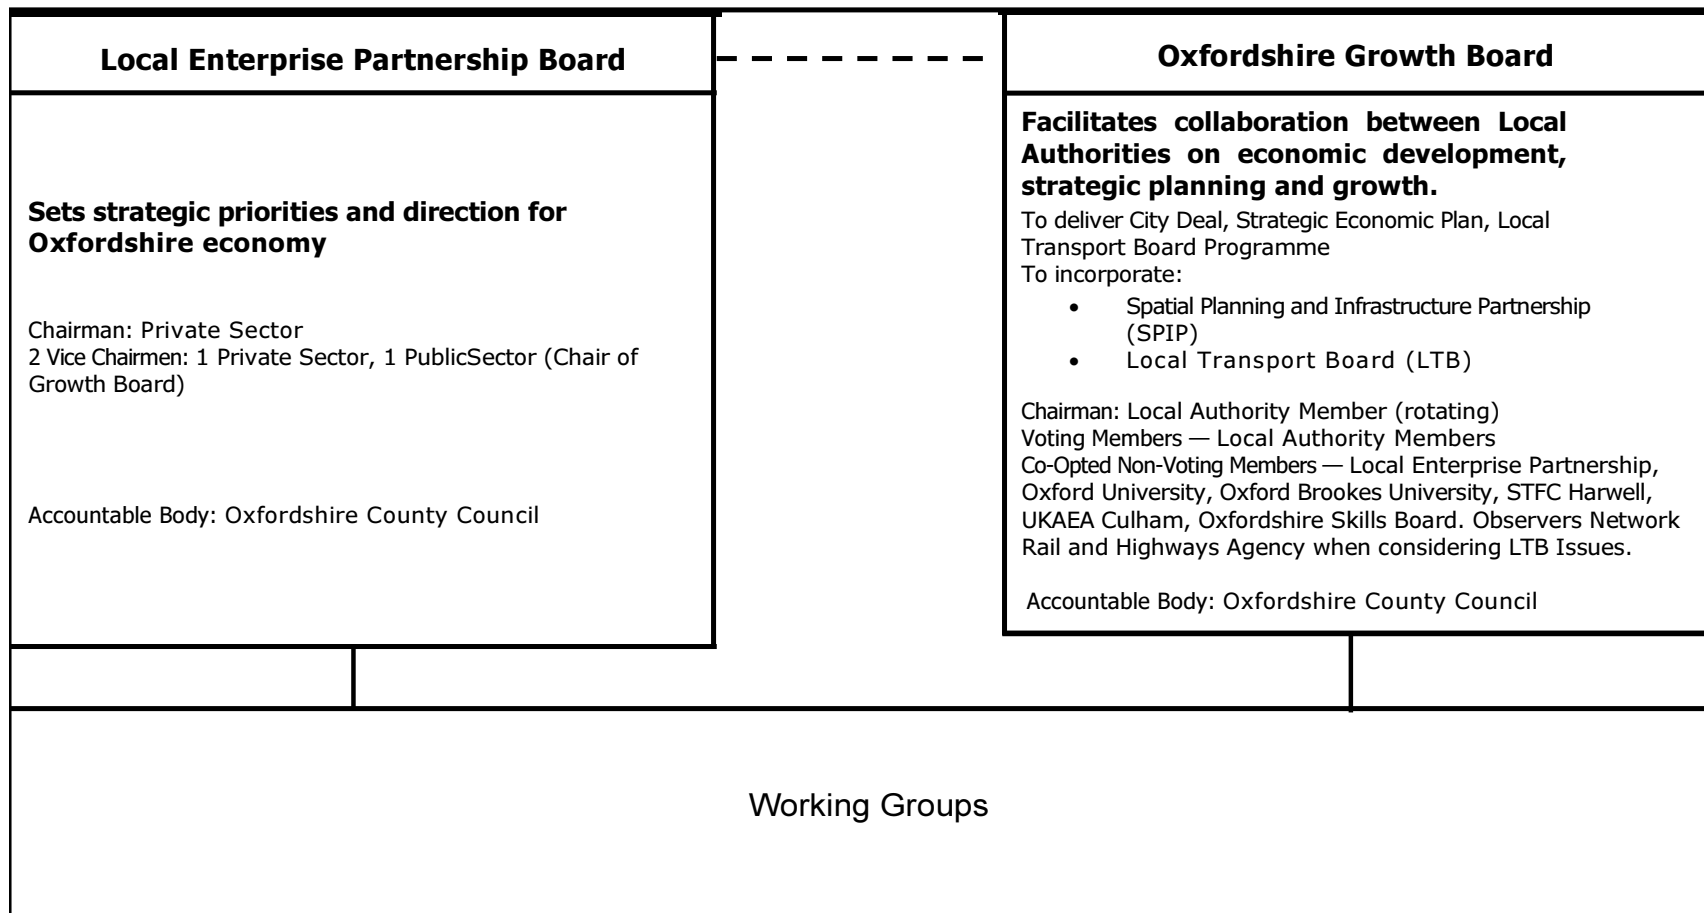 Local Enterprise Partnership Board
Sets strategic priorities and direction for
Oxfordshire economy
Chairman: Private Sector
2 Vice Chairmen: 1 Private Sector, 1 PublicSector (Chair of
Growth Board)
Accountable Body: Oxfordshire County Council
Oxfordshire Growth Board
Facilitates collaboration between Local
Authorities on economic development,
strategic planning and growth.
To deliver City Deal, Strategic Economic Plan, Local
Transport Board Programme
To incorporate:
• Spatial Planning and Infrastructure Partnership
(SPIP)
• Local Transport Board (LTB)
Chairman: Local Authority Member (rotating)
Voting Members — Local Authority Members
Co-Opted Non-Voting Members — Local Enterprise Partnership,
Oxford University, Oxford Brookes University, STFC Harwell,
UKAEA Culham, Oxfordshire Skills Board. Observers Network
Rail and Highways Agency when considering LTB Issues.
Accountable Body: Oxfordshire County Council
Working Groups